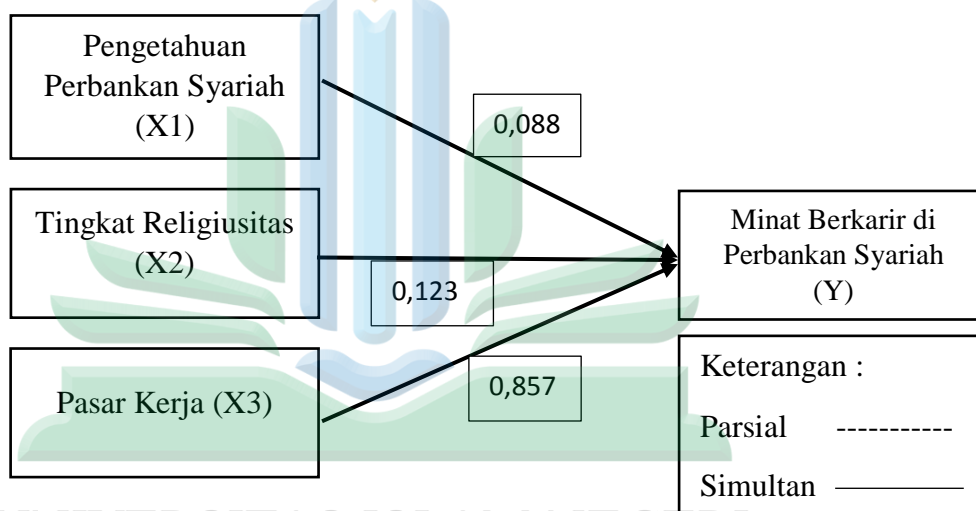 Pengetahuan
Perbankan Syariah
(X1)
0,088
Tingkat Religiusitas
(X2)
0,123
Pasar Kerja (X3)
0,857
Minat Berkarir di
Perbankan Syariah
(Y)
Keterangan :
Parsial -----------
Simultan